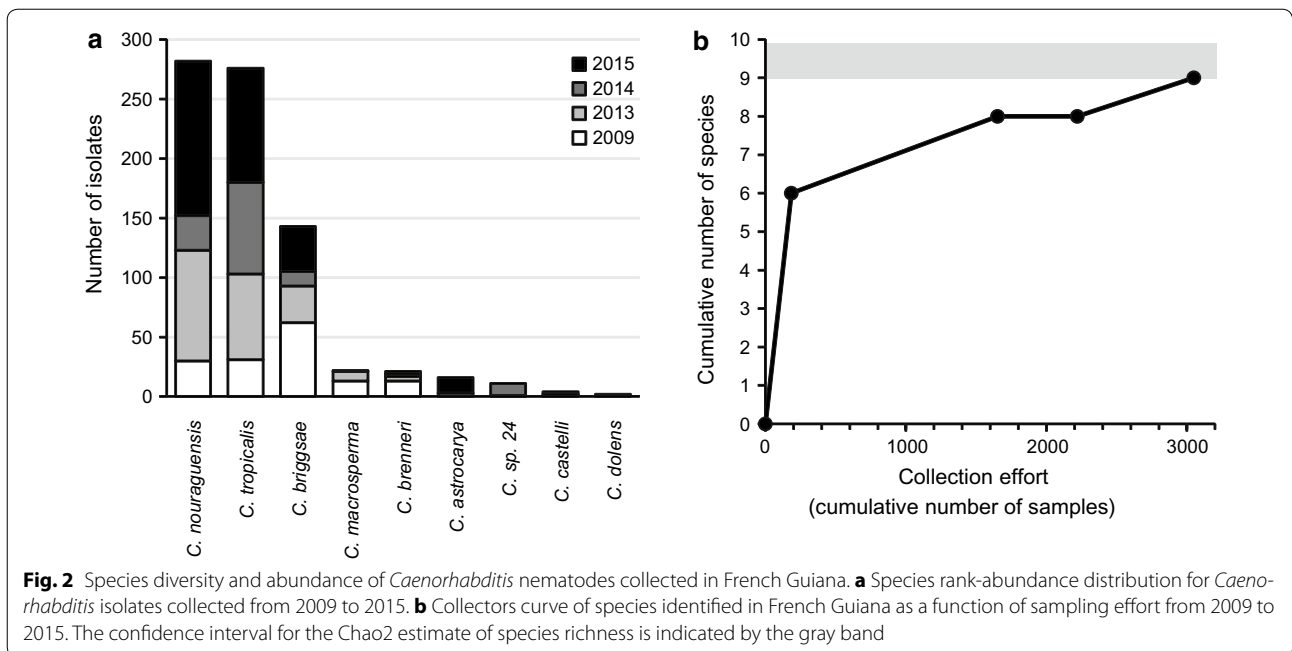 a
300
250
200
150
100
50
0
Number of isolates
2015
2014
2013
2009
C. nouraguensis
C. tropicalis
C. briggsae
C. macrosperma
C. brenneri
C. astrocarya
C. sp. 24
C. castelli
C. dolens
b
10
9
8
7
6
5
4
3
2
1
0
Cumulative number of species
0 1000 2000 3000
Collection effort
(cumulative number of samples)
Fig. 2 Species diversity and abundance of Caenorhabditis nematodes collected in French Guiana. a Species rank-abundance distribution for Caeno-
rhabditis isolates collected from 2009 to 2015. b Collectors curve of species identified in French Guiana as a function of sampling effort from 2009 to
2015. The confidence interval for the Chao2 estimate of species richness is indicated by the gray band